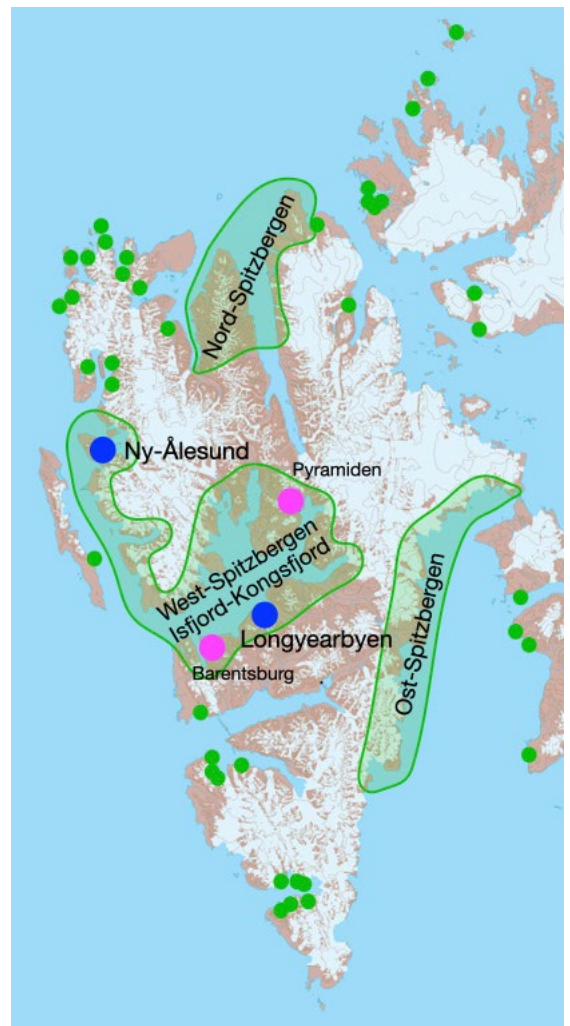 Nord-Spitzbergen
Ny-Ålesund
Pyramiden
West-Spitzbergen
Isfjord-Kongsfjord
Longyearbyen
Barentsburg
Ost-Spitzbergen